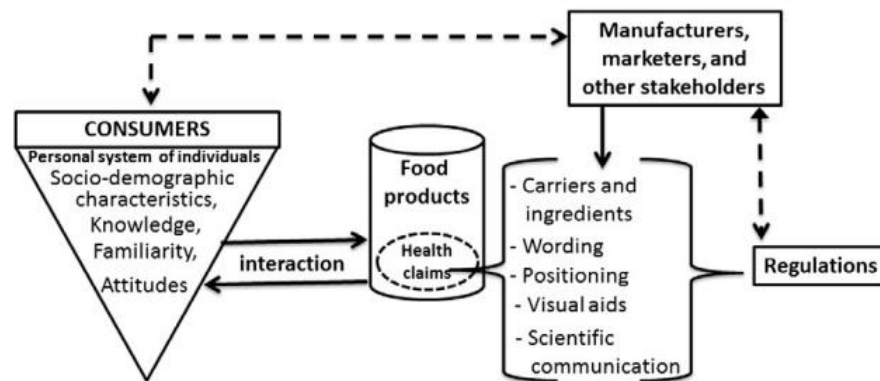 Manufacturers,
marketers, and
other stakeholders
CONSUMERS
Personal system of individuals
Socio-demographic
characteristics,
Knowledge,
Familiarity,
Attitudes
interaction
Food
products
Health
claims
- Carriers and
ingredients
- Wording
- Positioning
- Visual aids
- Scientific
communication
Regulations